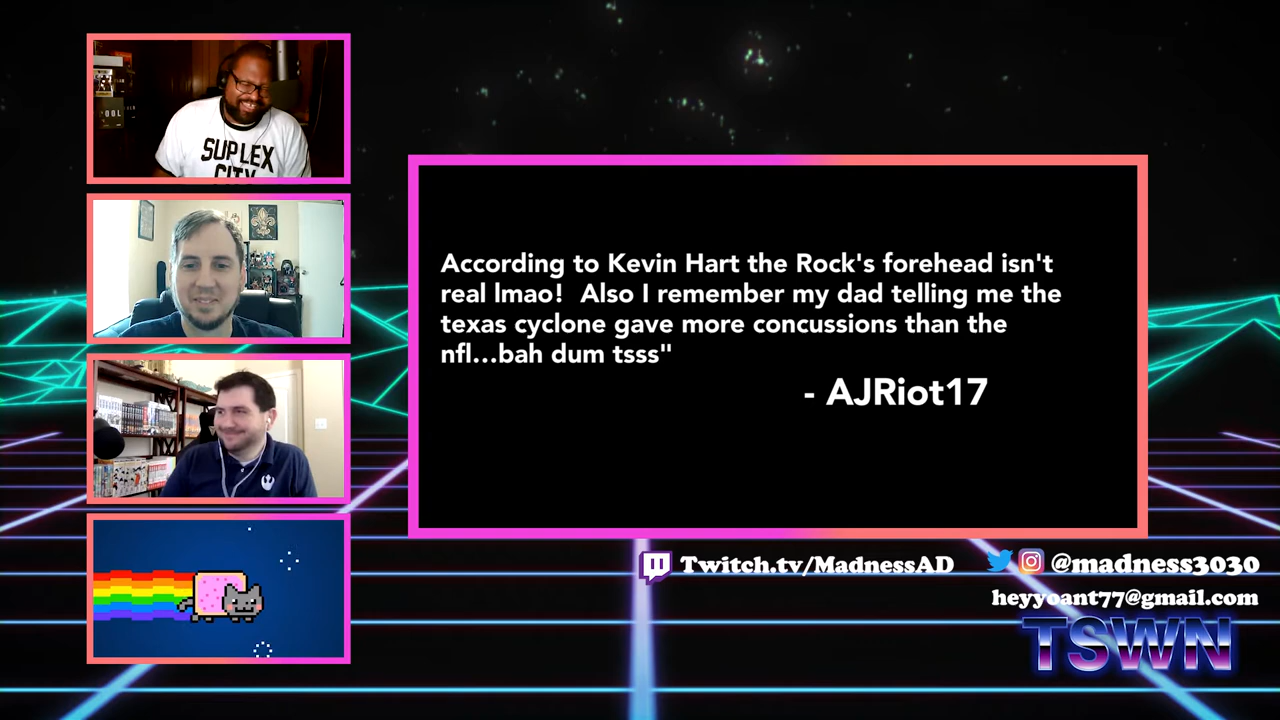 OOL
SUPLEX
CITY
According to Kevin Hart the Rock's forehead isn't
real lmao!  Also I remember my dad telling me the
texas cyclone gave more concussions than the
nfl...bah dum tsss"
- AJRiot17
Twitch.tv/MadnessAD
@madness3030
heyyoant77@gmail.com
TSWN